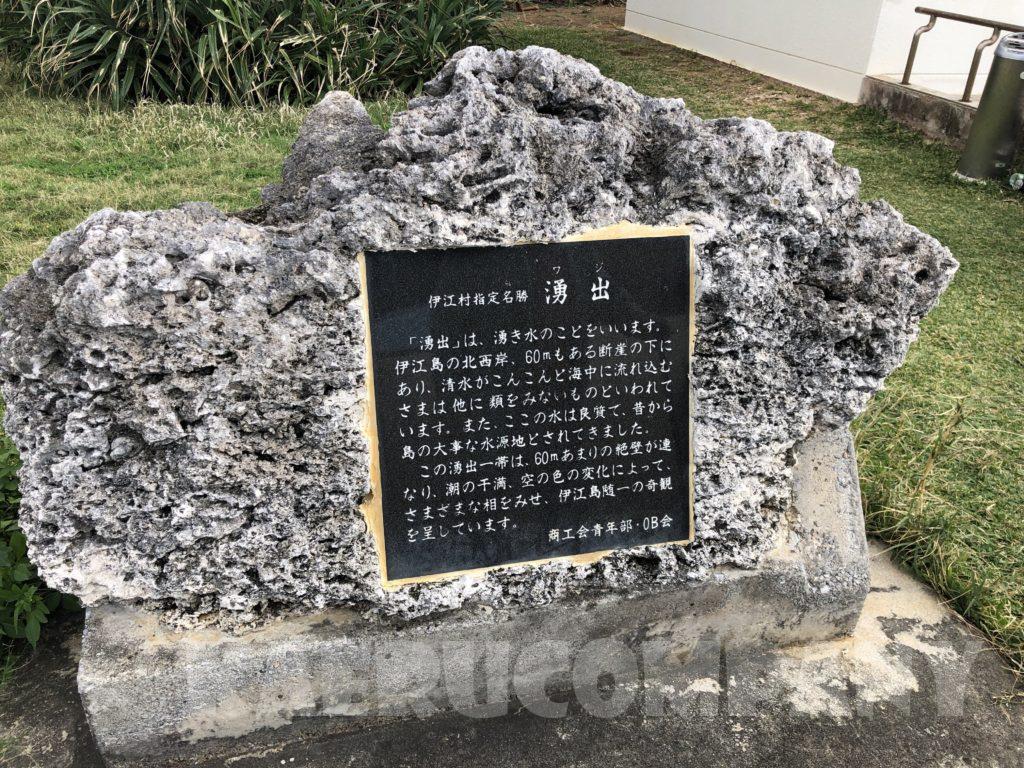 ワジ
伊江村指定名勝 湧出
「湧出」は、湧き水のことをいいます。
伊江島の北西岸、60mもある断崖の下に
あり、清水がこんこんと海中に流れ込む
さまは他に類をみないものといわれて
います。また、ここの水は良質で、昔から
島の大事な水源地とされてきました。
この湧出一帯は、60mあまりの絶壁が連
なり、潮の干満、空の色の変化によって、
さまざまな相をみせ、伊江島随一の奇観
を呈しています。
商工会青年部・OB会